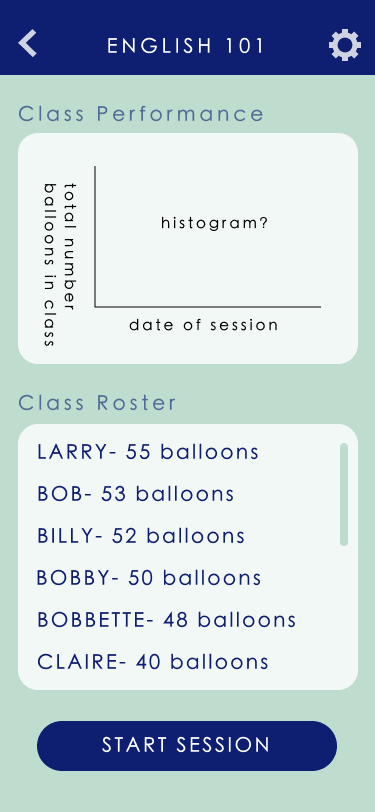 ENGLISH 101
Class Performance
total number
balloons in class
histogram?
date of session
Class Roster
LARRY- 55 balloons
BOB- 53 balloons
BILLY- 52 balloons
BOBBY- 50 balloons
BOBBETTE- 48 balloons
CLAIRE- 40 balloons
START SESSION